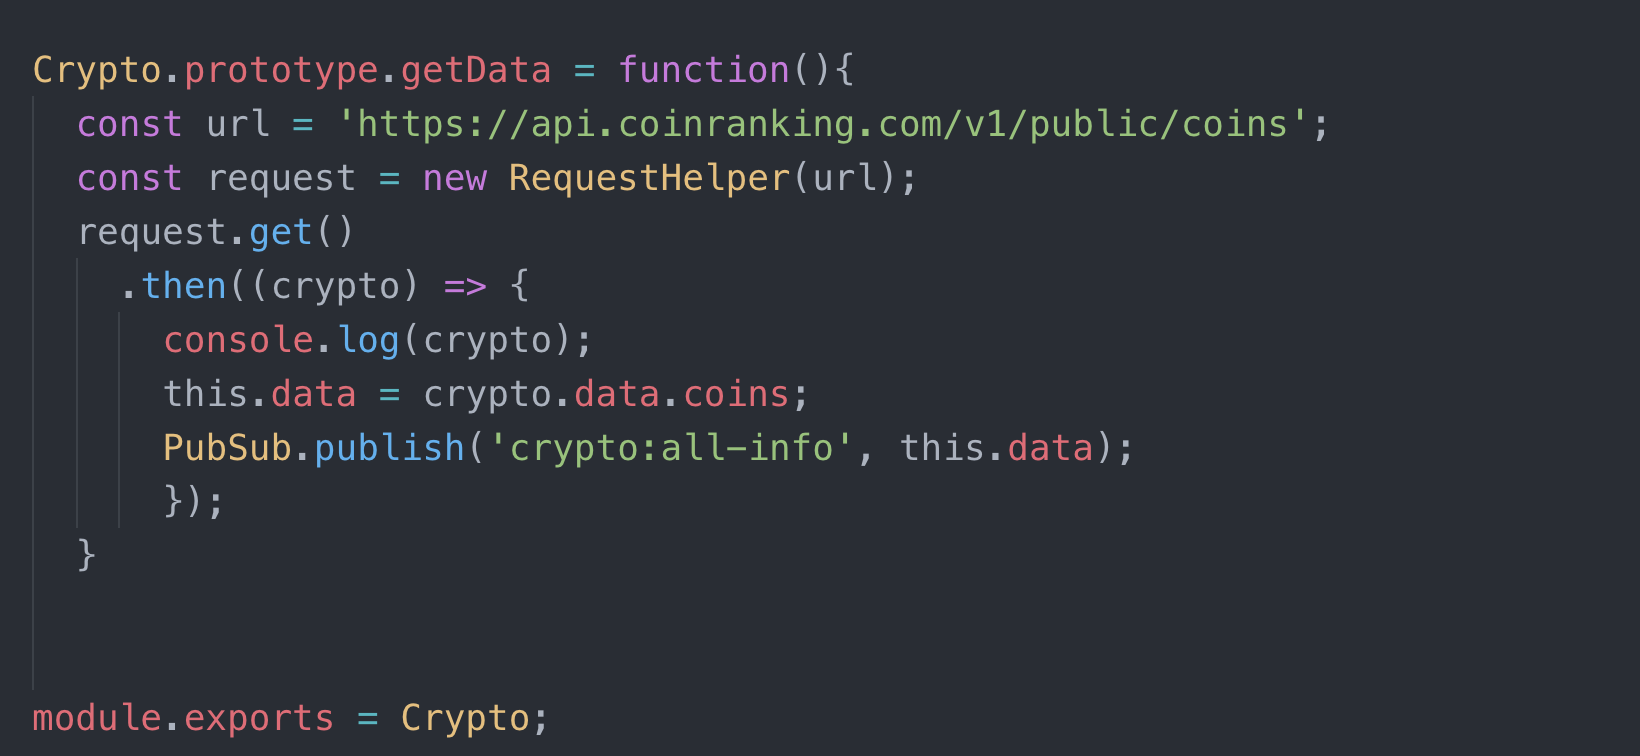 Crypto.prototype.getData = function(){
  const url = 'https://api.coinranking.com/v1/public/coins';
  const request = new RequestHelper(url);
  request.get()
    .then((crypto) => {
      console.log(crypto);
      this.data = crypto.data.coins;
      PubSub.publish('crypto:all-info', this.data);
      });
  }
module.exports = Crypto;